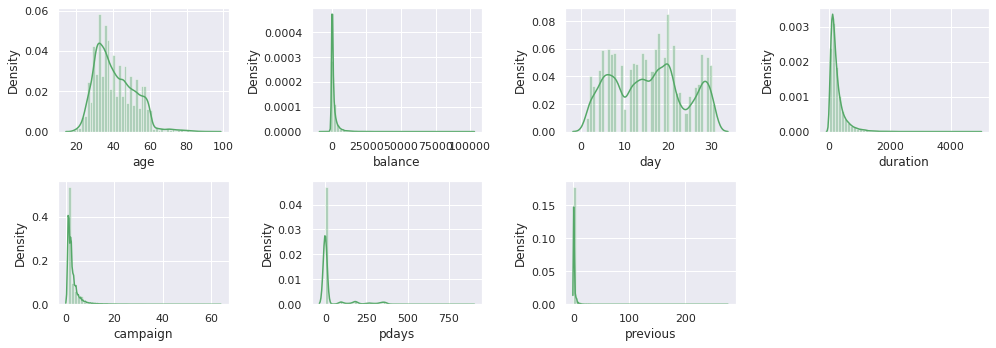 0.06
0.04
0.02
0.00
Density
20 40 60 80 100
age
0.0004
0.0003
0.0002
0.0001
0.0000
Density
0 25000 50000 75000 100000
balance
0.08
0.06
0.04
0.02
0.00
Density
0 10 20 30
day
0.003
0.002
0.001
0.000
Density
0 2000 4000
duration
0.4
0.2
0.0
Density
0 20 40 60
campaign
0.04
0.03
0.02
0.01
0.00
Density
0 250 500 750
pdays
0.15
0.10
0.05
0.00
Density
0 100 200
previous